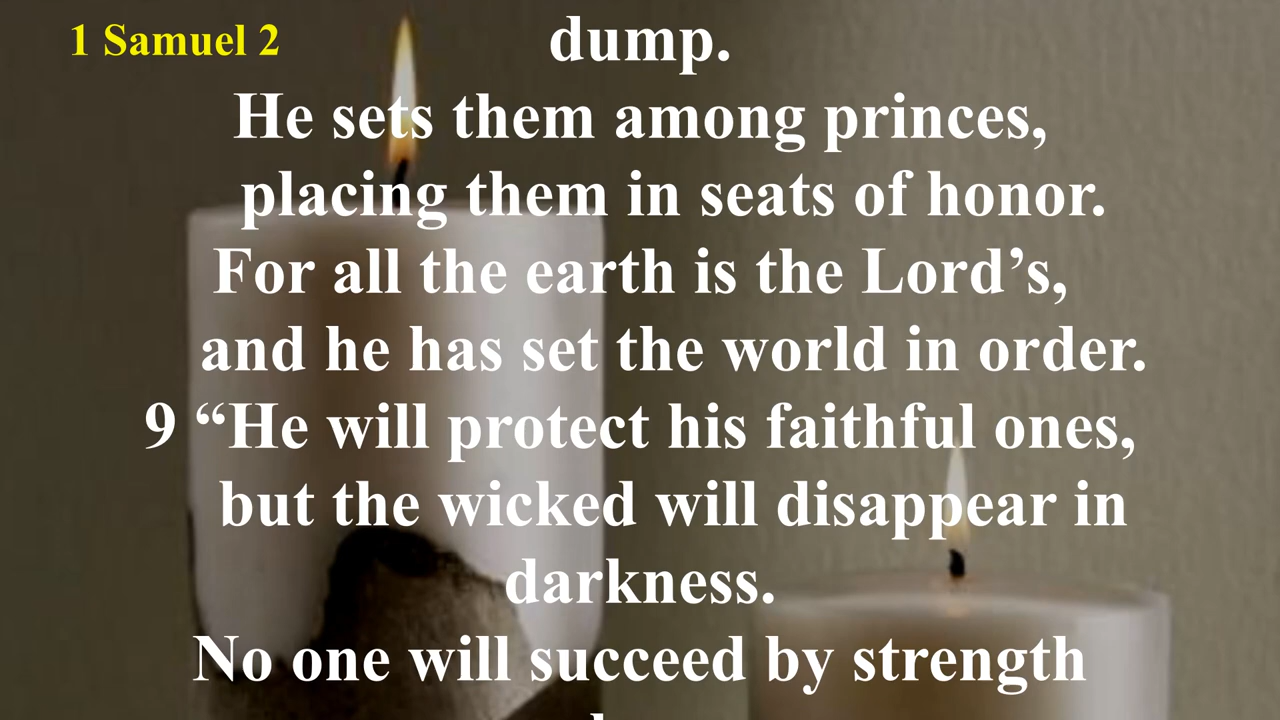 1 Samuel 2
dump.
He sets them among princes,
placing them in seats of honor.
For all the earth is the Lord’s,
and he has set the world in order.
9 “He will protect his faithful ones,
but the wicked will disappear in
darkness.
No one will succeed by strength